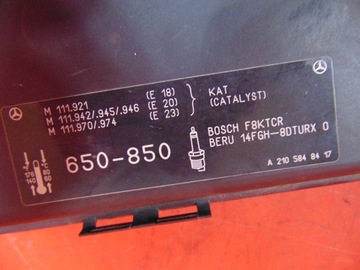 M 111.921 (E 18)
M 111.942/.945/.946 (E 20)
M 111.970/.974 (E 23)
KAT
(CATALYST)
650-850
BOSCH F8KTCR
BERU 14FGH-8DTURX 0
A 210 584 84 17